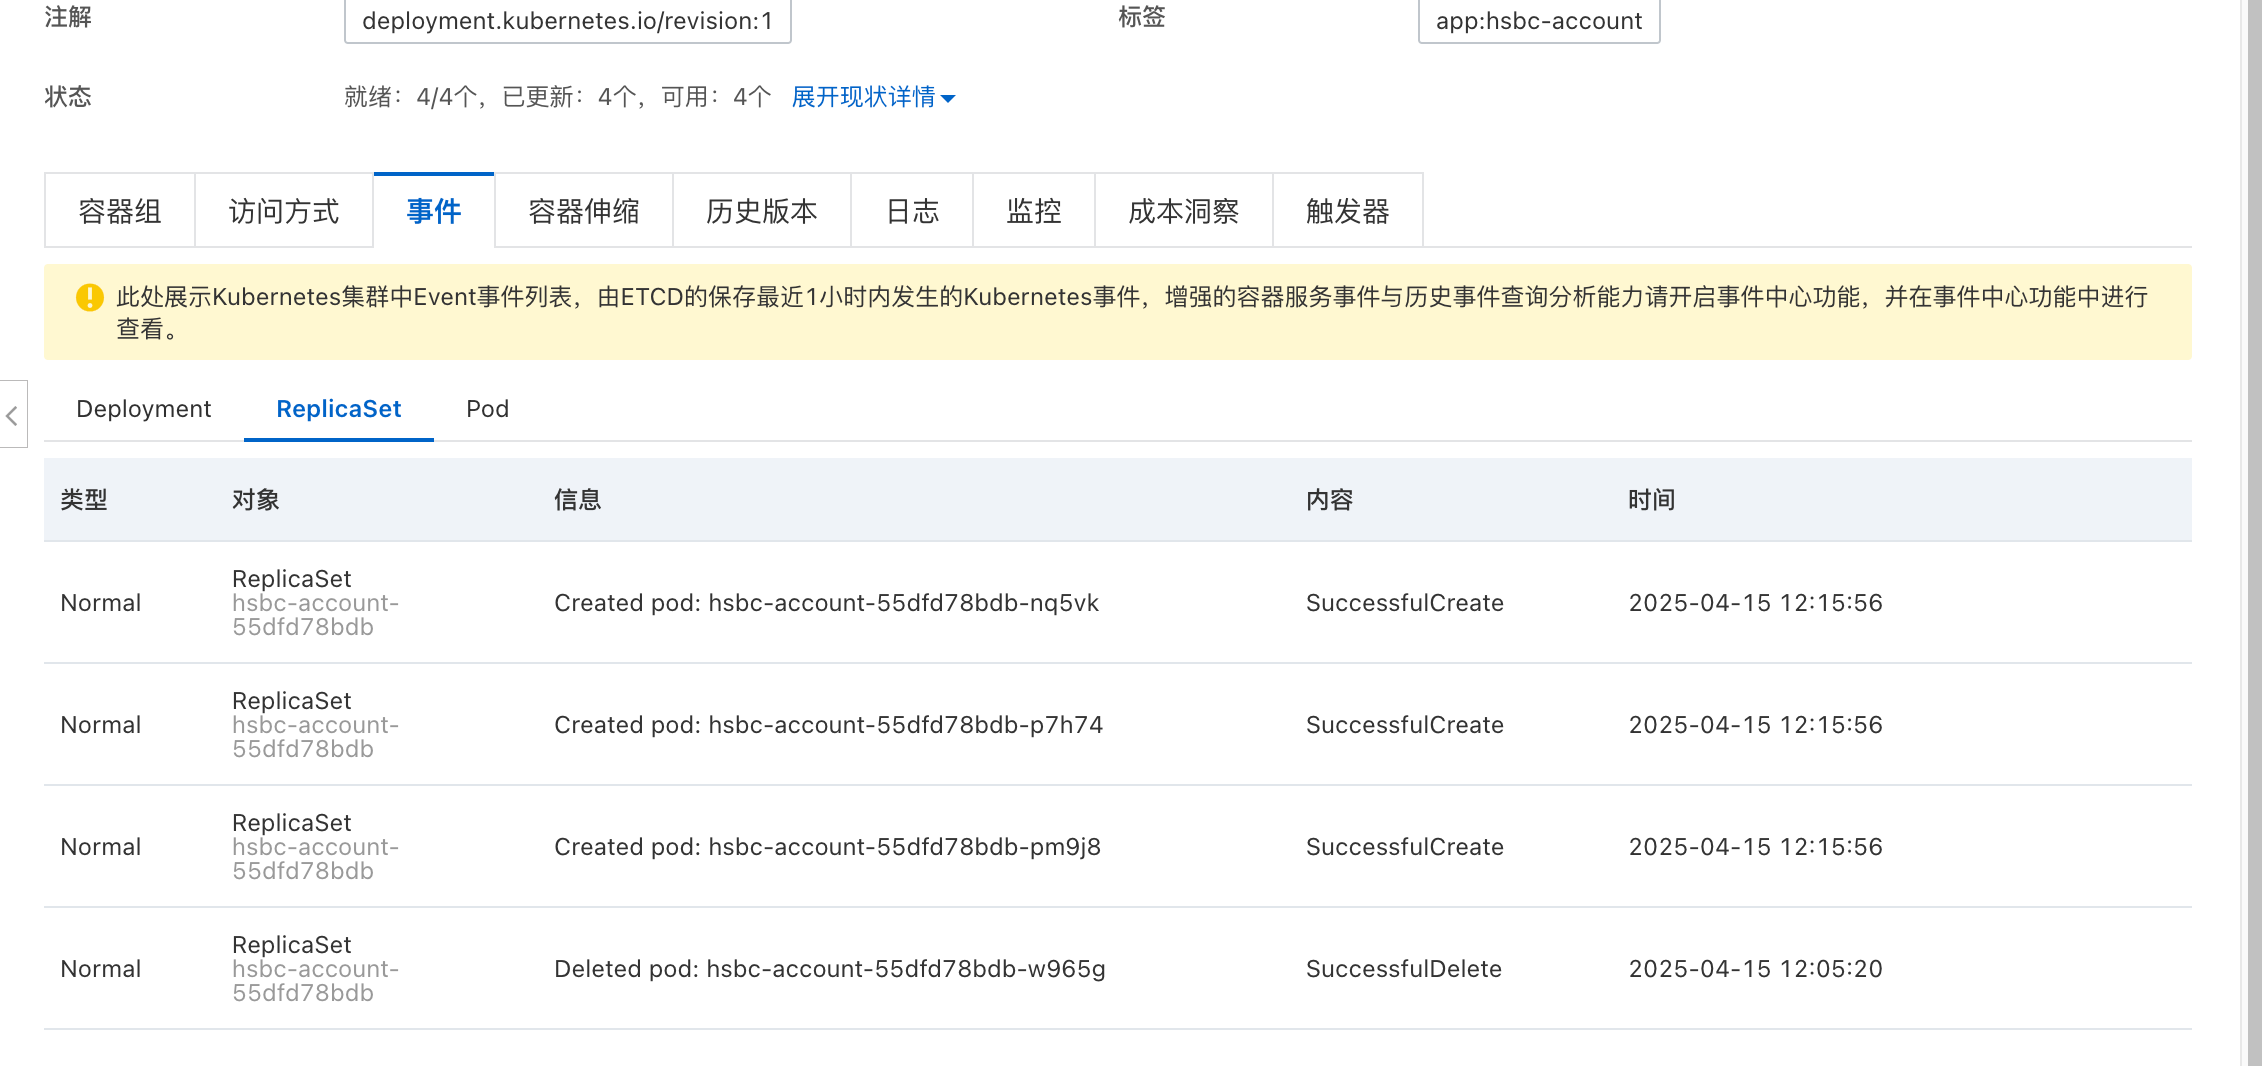 注解
deployment.kubernetes.io/revision:1
标签
app:hsbc-account
状态
就绪：4/4个，已更新：4个，可用：4个 展开现状详情
容器组 访问方式 事件 容器伸缩 历史版本 日志 监控 成本洞察 触发器
此处展示Kubernetes集群中Event事件列表，由ETCD的保存最近1小时内发生的Kubernetes事件，增强的容器服务事件与历史事件查询分析能力请开启事件中心功能，并在事件中心功能中进行
查看。
Deployment ReplicaSet Pod
类型 对象 信息 内容 时间
Normal
ReplicaSet
hsbc-account-
55dfd78bdb
Created pod: hsbc-account-55dfd78bdb-nq5vk
SuccessfulCreate
2025-04-15 12:15:56
Normal
ReplicaSet
hsbc-account-
55dfd78bdb
Created pod: hsbc-account-55dfd78bdb-p7h74
SuccessfulCreate
2025-04-15 12:15:56
Normal
ReplicaSet
hsbc-account-
55dfd78bdb
Created pod: hsbc-account-55dfd78bdb-pm9j8
SuccessfulCreate
2025-04-15 12:15:56
Normal
ReplicaSet
hsbc-account-
55dfd78bdb
Deleted pod: hsbc-account-55dfd78bdb-w965g
SuccessfulDelete
2025-04-15 12:05:20